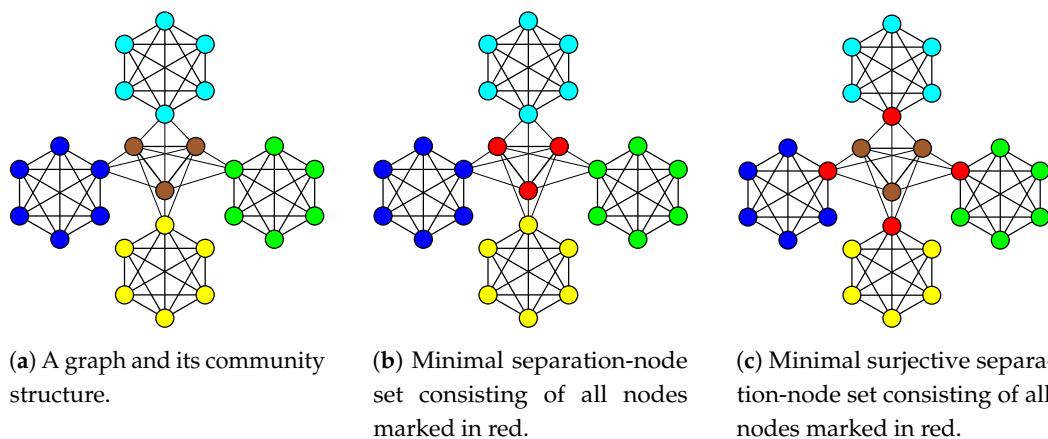 (a) A graph and its community
structure.
(b) Minimal separation-node
set consisting of all nodes
marked in red.
(c) Minimal surjective separa-
tion-node set consisting of all
nodes marked in red.